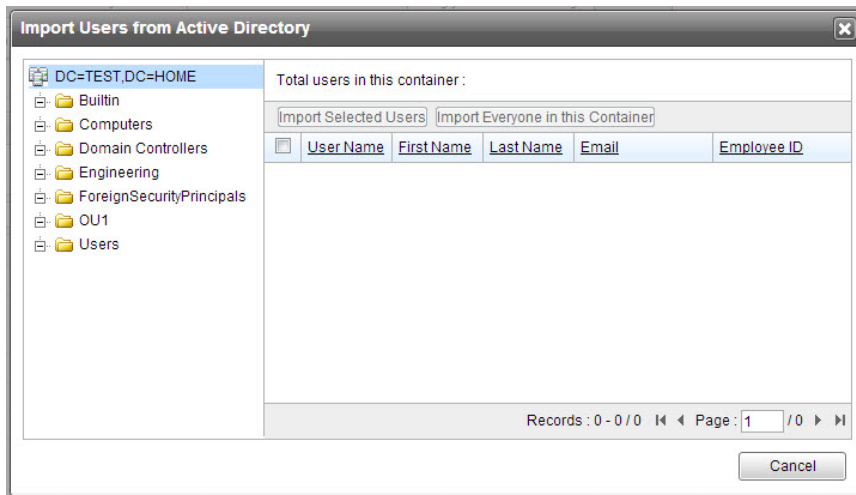 Import Users from Active Directory
DC=TEST,DC=HOME
Builtin
Computers
Domain Controllers
Engineering
ForeignSecurityPrincipals
OU1
Users
Total users in this container :
Import Selected Users Import Everyone in this Container
User Name First Name Last Name Email Employee ID
Records : 0 - 0 / 0 Page : 1 / 0
Cancel